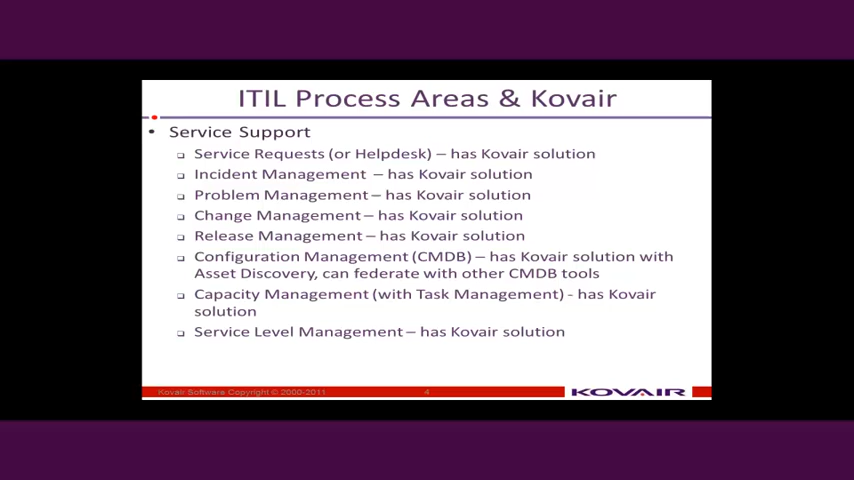 ITIL Process Areas & Kovair
• Service Support
❑ Service Requests (or Helpdesk) – has Kovair solution
❑ Incident Management – has Kovair solution
❑ Problem Management – has Kovair solution
❑ Change Management – has Kovair solution
❑ Release Management – has Kovair solution
❑ Configuration Management (CMDB) – has Kovair solution with
Asset Discovery, can federate with other CMDB tools
❑ Capacity Management (with Task Management) - has Kovair
solution
❑ Service Level Management – has Kovair solution
Kovair Software Copyright © 2000-2011
4
KOVAIR